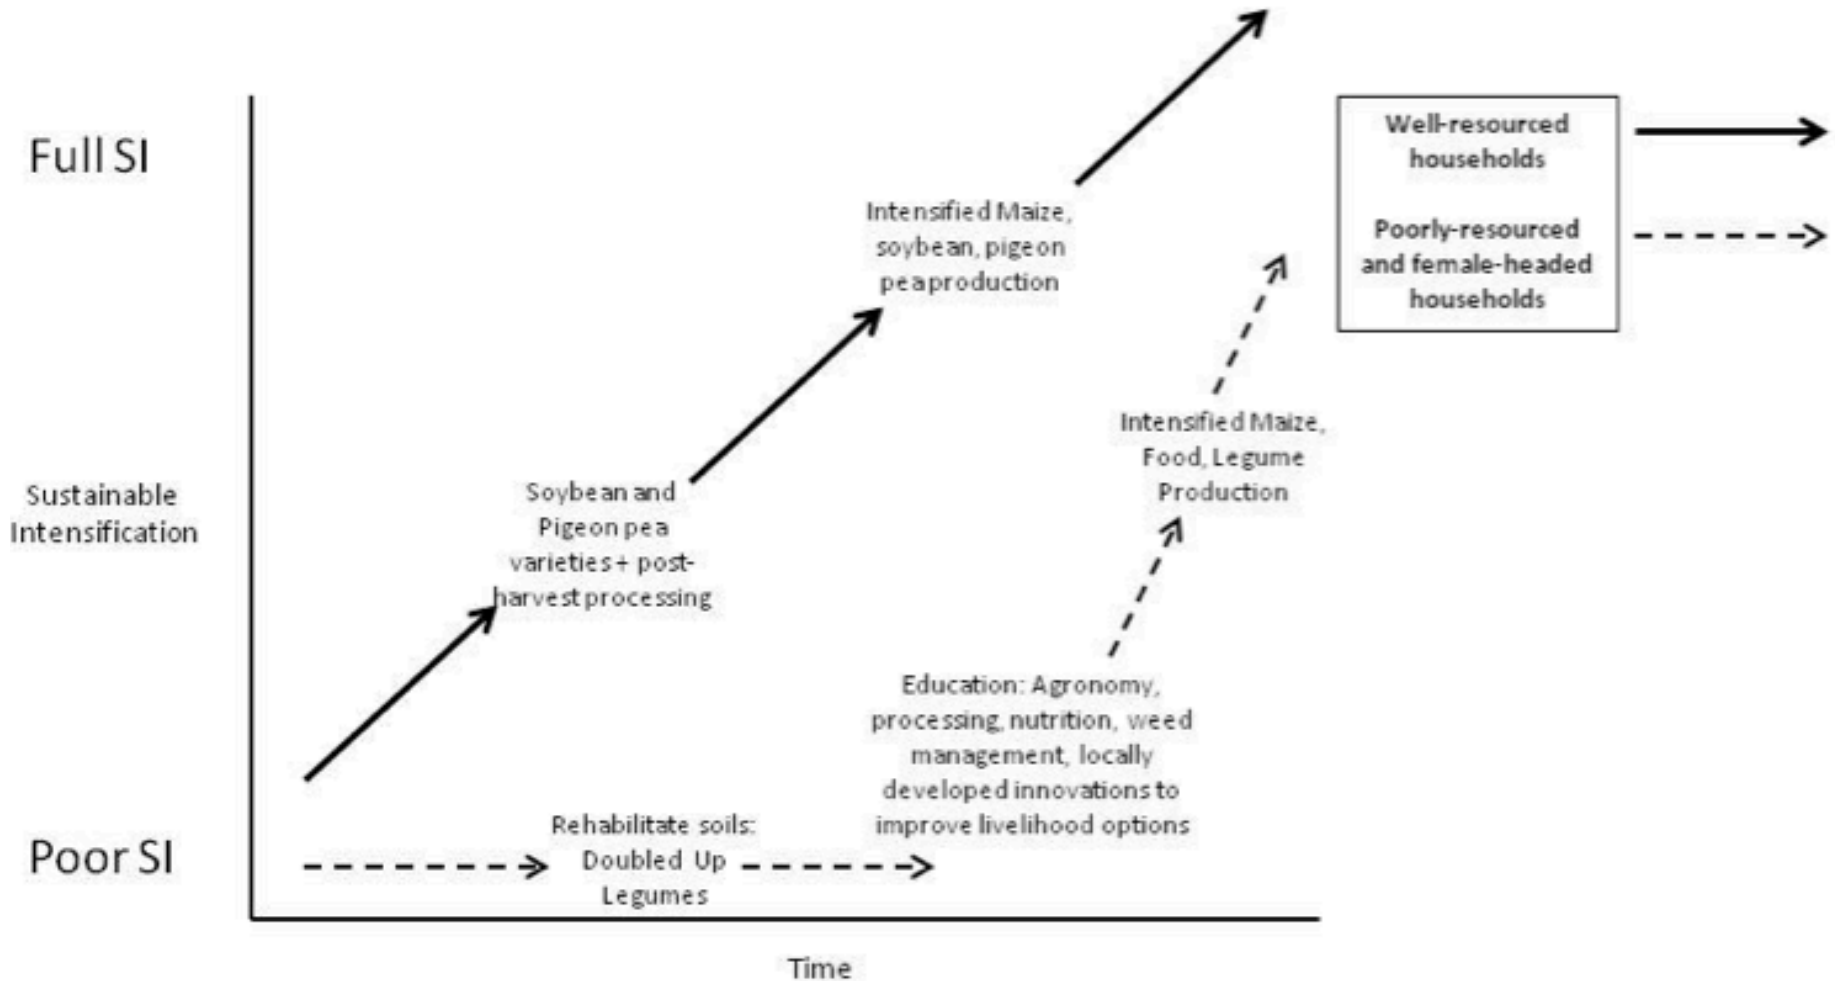 Full SI
Sustainable
Intensification
Poor SI
Well-resourced
households
Poorly-resourced
and female-headed
households
Intensified Maize,
soybean, pigeon
pea production
Soybean and
Pigeon pea
varieties + post-
harvest processing
Intensified Maize,
Food, Legume
Production
Education: Agronomy,
processing, nutrition, weed
management, locally
developed innovations to
improve livelihood options
Rehabilitate soils:
Doubled Up
Legumes
Time